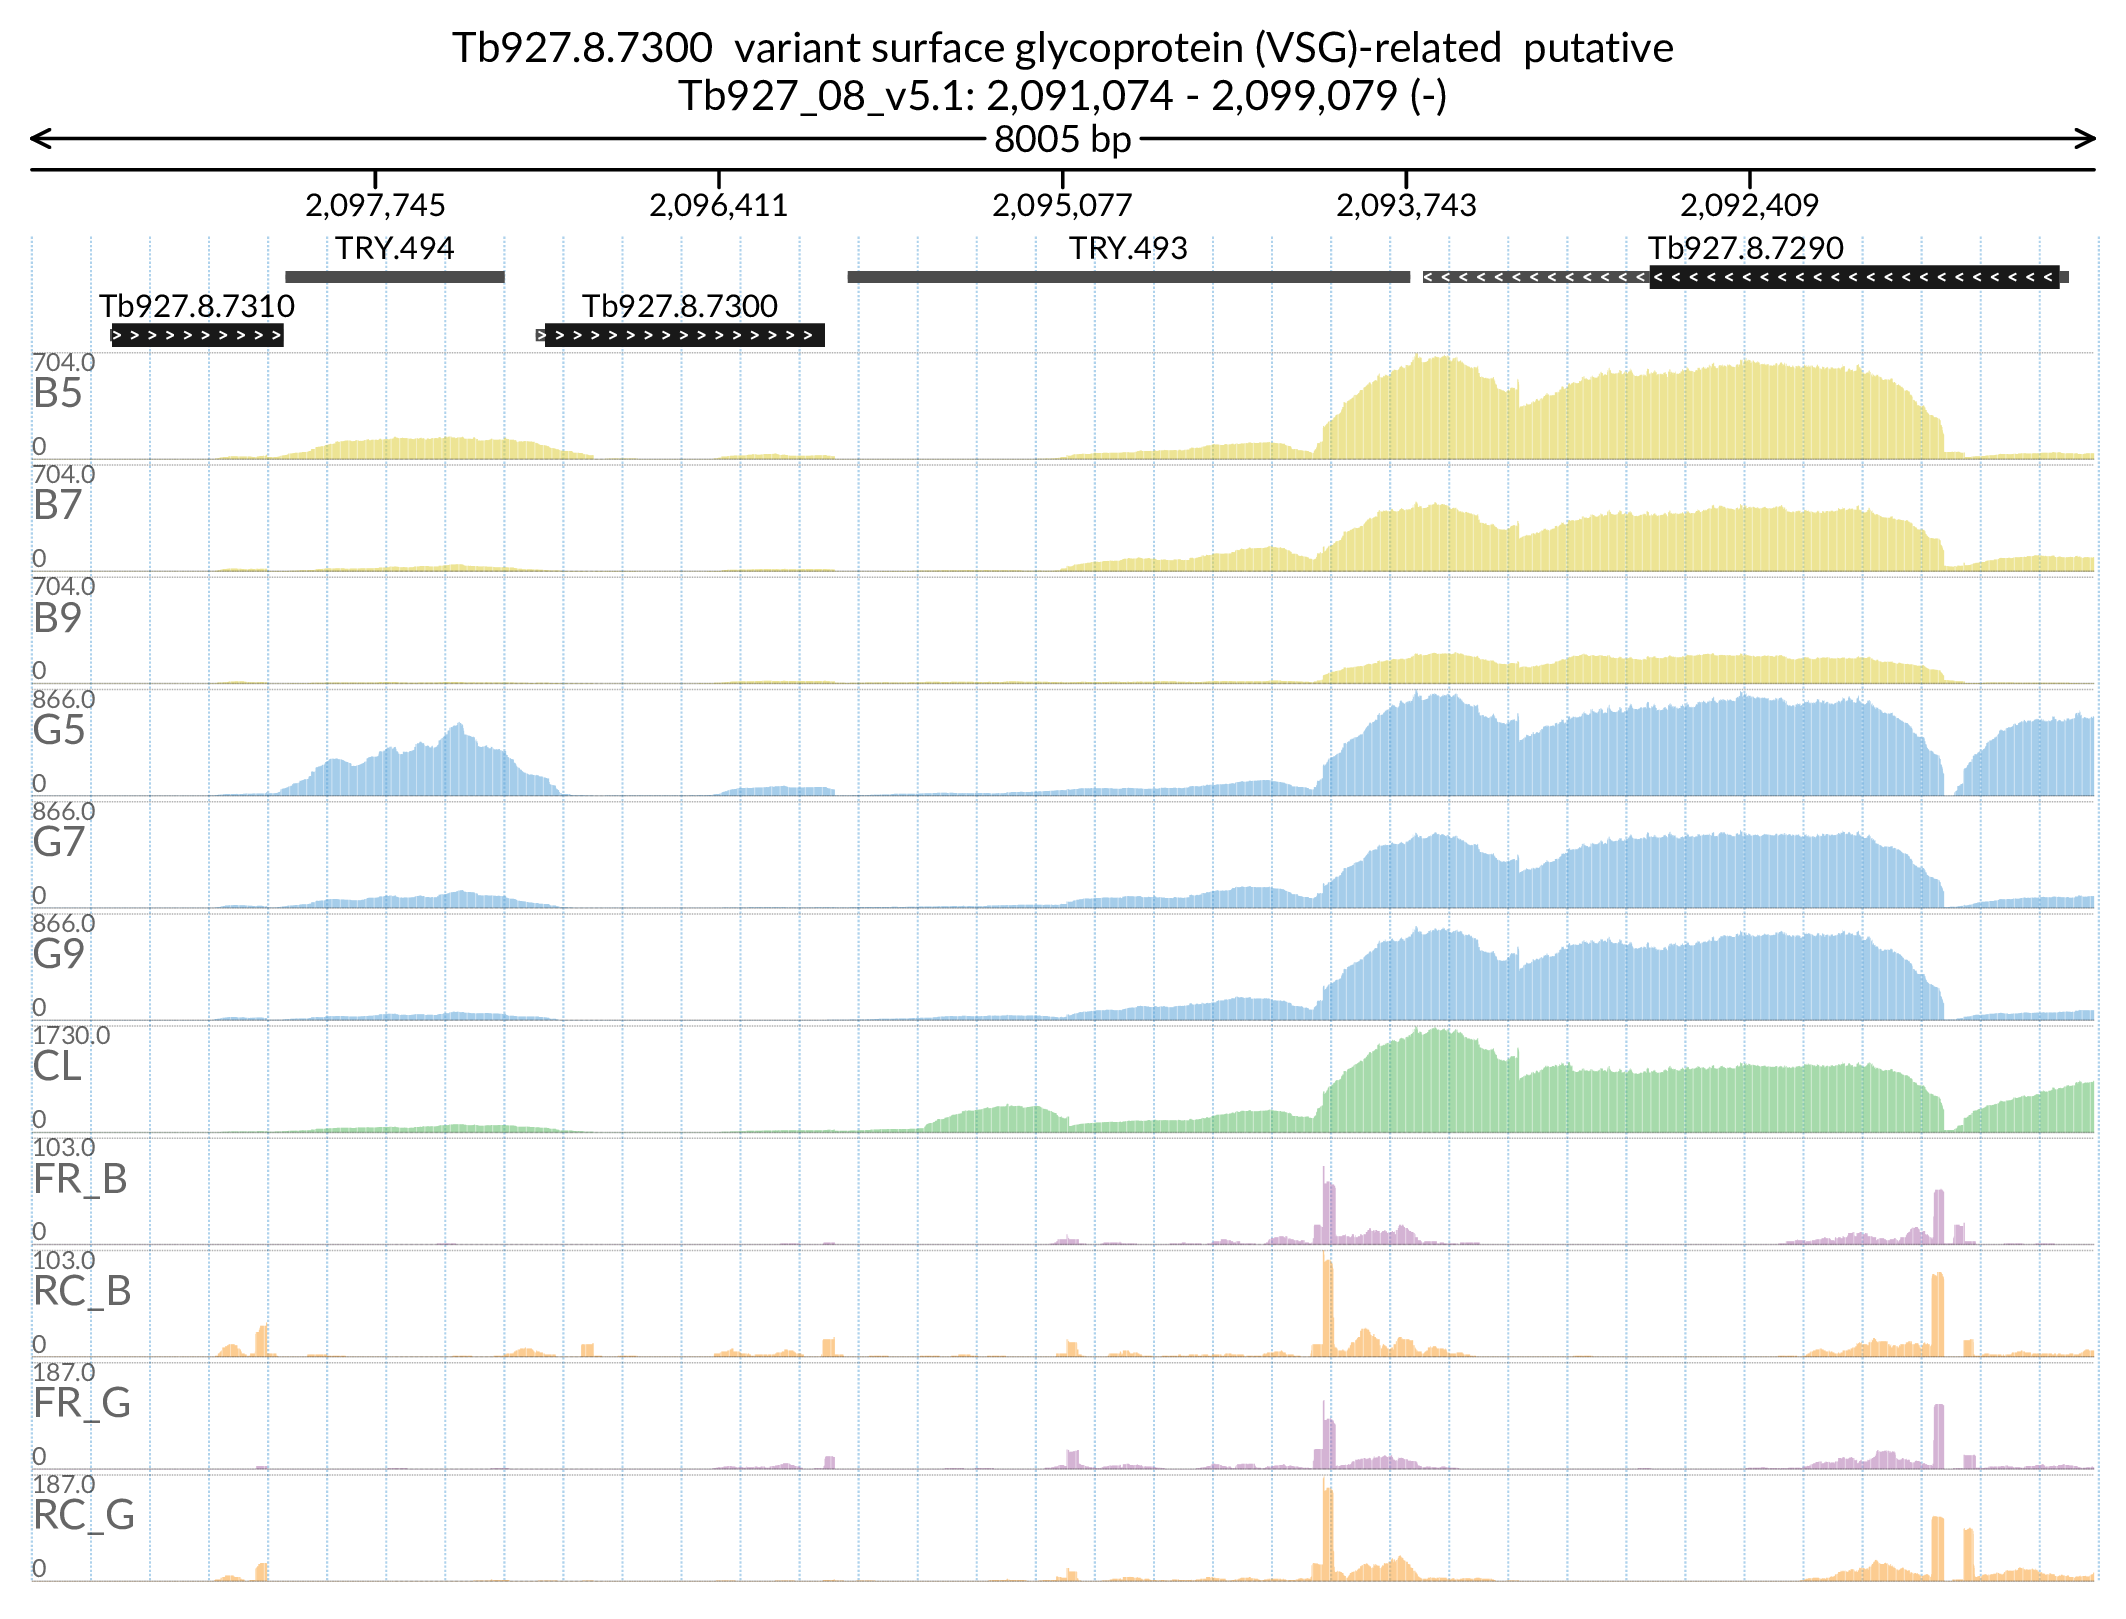 Tb927.8.7300  variant surface glycoprotein (VSG)-related  putative
Tb927_08_v5.1: 2,091,074 - 2,099,079 (-)
8005 bp
2,097,745 2,096,411 2,095,077 2,093,743 2,092,409
TRY.494 TRY.493 Tb927.8.7290
Tb927.8.7310 Tb927.8.7300
704.0
B5
0
704.0
B7
0
704.0
B9
0
866.0
G5
0
866.0
G7
0
866.0
G9
0
1730.0
CL
0
103.0
FR_B
0
103.0
RC_B
0
187.0
FR_G
0
187.0
RC_G
0